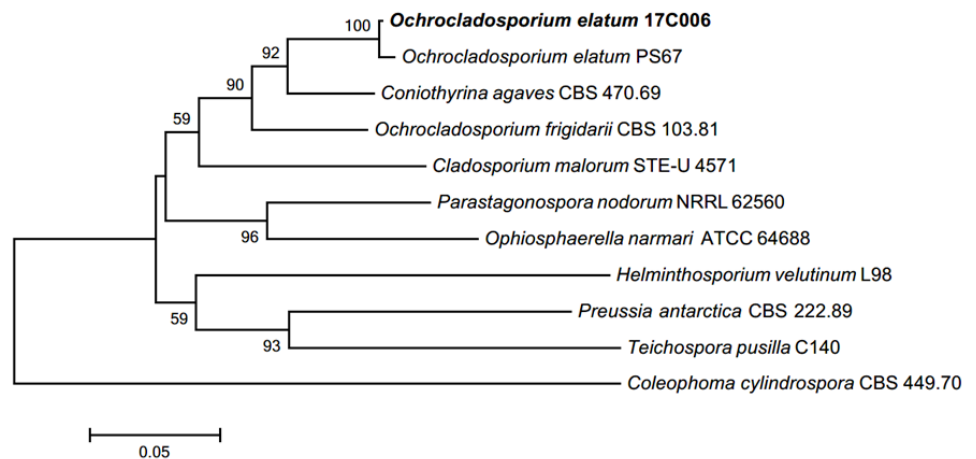 100
Ochrocladosporium elatum 17C006
92
Ochrocladosporium elatum PS67
90
Coniothyrina agaves CBS 470.69
59
Ochrocladosporium frigidarii CBS 103.81
Cladosporium malorum STE-U 4571
Parastagonospora nodorum NRRL 62560
96
Ophiosphaerella narmari ATCC 64688
Helminthosporium velutinum L98
59
Preussia antarctica CBS 222.89
93
Teichospora pusilla C140
Coleophoma cylindrospora CBS 449.70
0.05